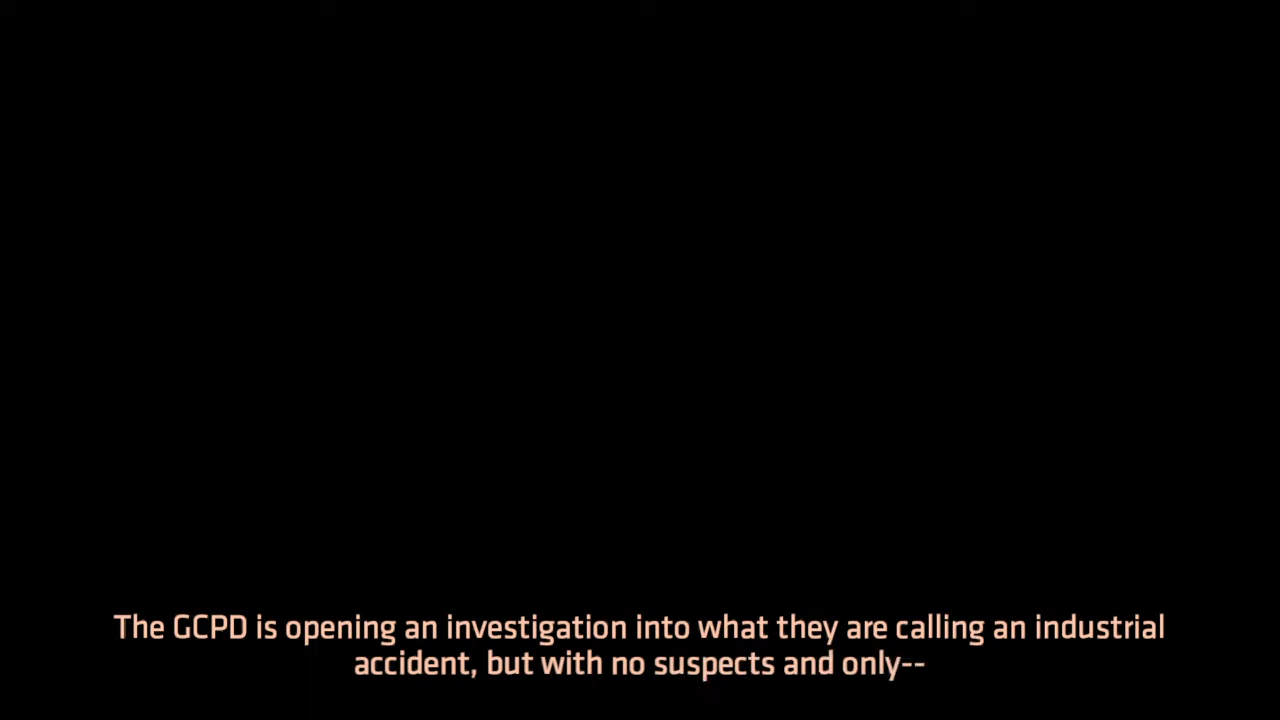 The GCPD is opening an investigation into what they are calling an industrial
accident, but with no suspects and only--